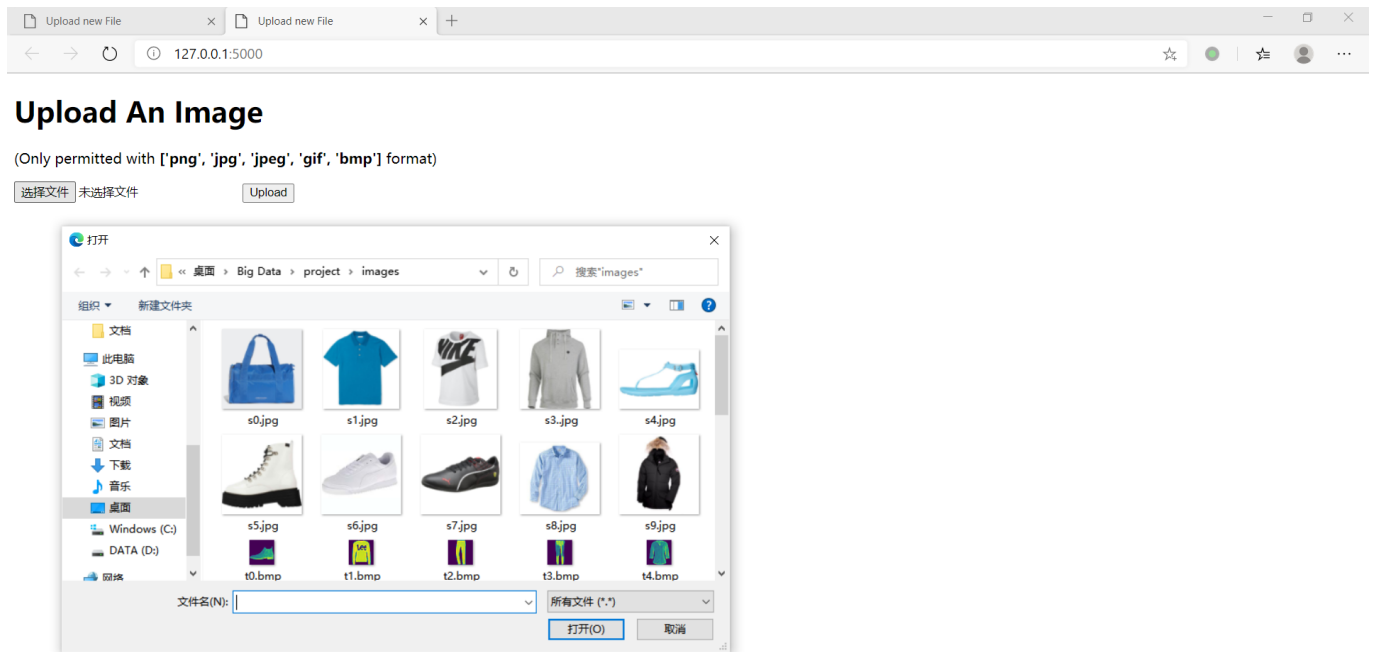 Upload new File
Upload new File
127.0.0.1:5000
Upload An Image
(Only permitted with ['png', 'jpg', 'jpeg', 'gif', 'bmp'] format)
选择文件 未选择文件 Upload
打开
« 桌面 › Big Data › project › images
搜索"images"
组织 新建文件夹
文档
此电脑
3D 对象
视频
图片
文档
下载
音乐
桌面
Windows (C:)
DATA (D:)
网络
NIKE
s0.jpg s1.jpg s2.jpg s3..jpg s4.jpg
s5.jpg s6.jpg s7.jpg s8.jpg s9.jpg
Lee
t0.bmp t1.bmp t2.bmp t3.bmp t4.bmp
文件名(N): 所有文件 (*.*)
打开(O) 取消